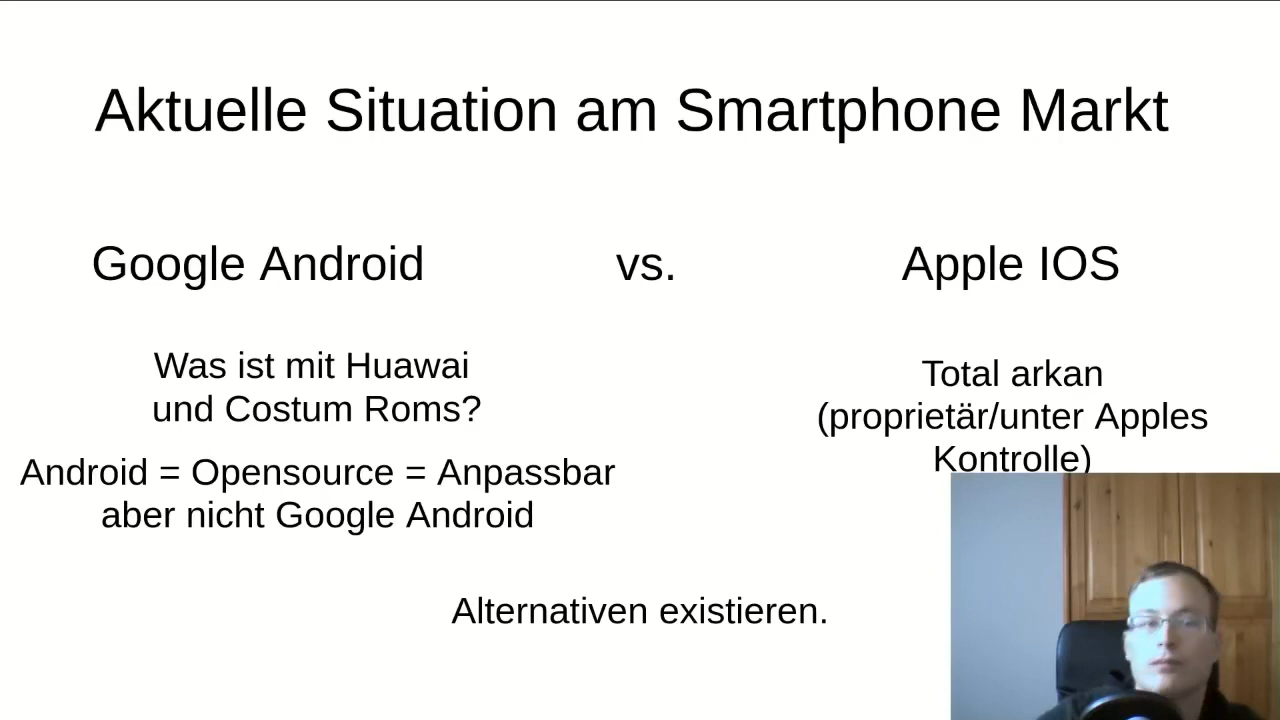 Aktuelle Situation am Smartphone Markt
Google Android vs. Apple IOS
Was ist mit Huawai
und Costum Roms?
Android = Opensource = Anpassbar
aber nicht Google Android
Total arkan
(proprietär/unter Apples
Kontrolle)
Alternativen existieren.